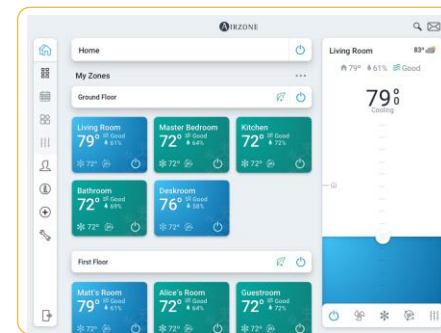 AIRZONE
Home
My Zones
Ground Floor
Living Room
79° Good
61%
72°
Master Bedroom
72° Good
64%
72°
Kitchen
72° Good
72%
72°
Bathroom
72° Good
69%
72°
Deskroom
76° Good
58%
72°
First Floor
Matt's Room
79° Good
61%
72°
Alice's Room
72° Good
64%
72°
Guestroom
72° Good
72%
72°
Living Room 83°
79° 61% Good
79°
Cooling